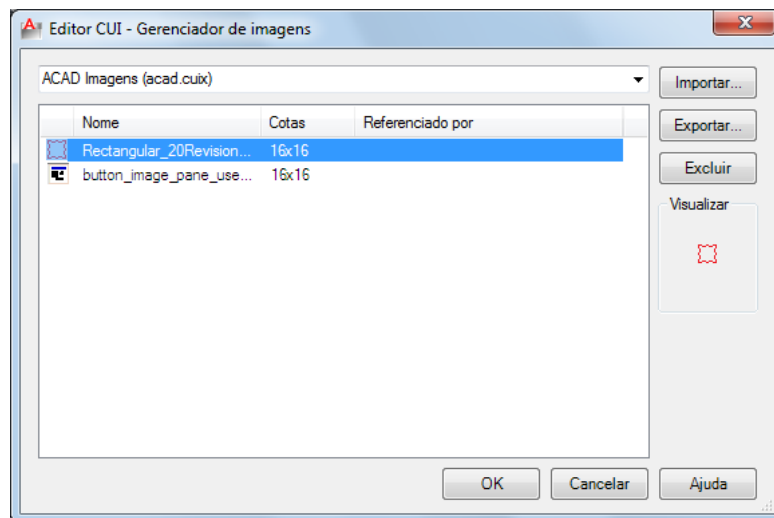 Editor CUI - Gerenciador de imagens
ACAD Imagens (acad.cuix)
Importar...
Nome Cotas Referenciado por
Exportar...
Rectangular_20Revision... 16x16
button_image_pane_use... 16x16
Excluir
Visualizar
OK Cancelar Ajuda